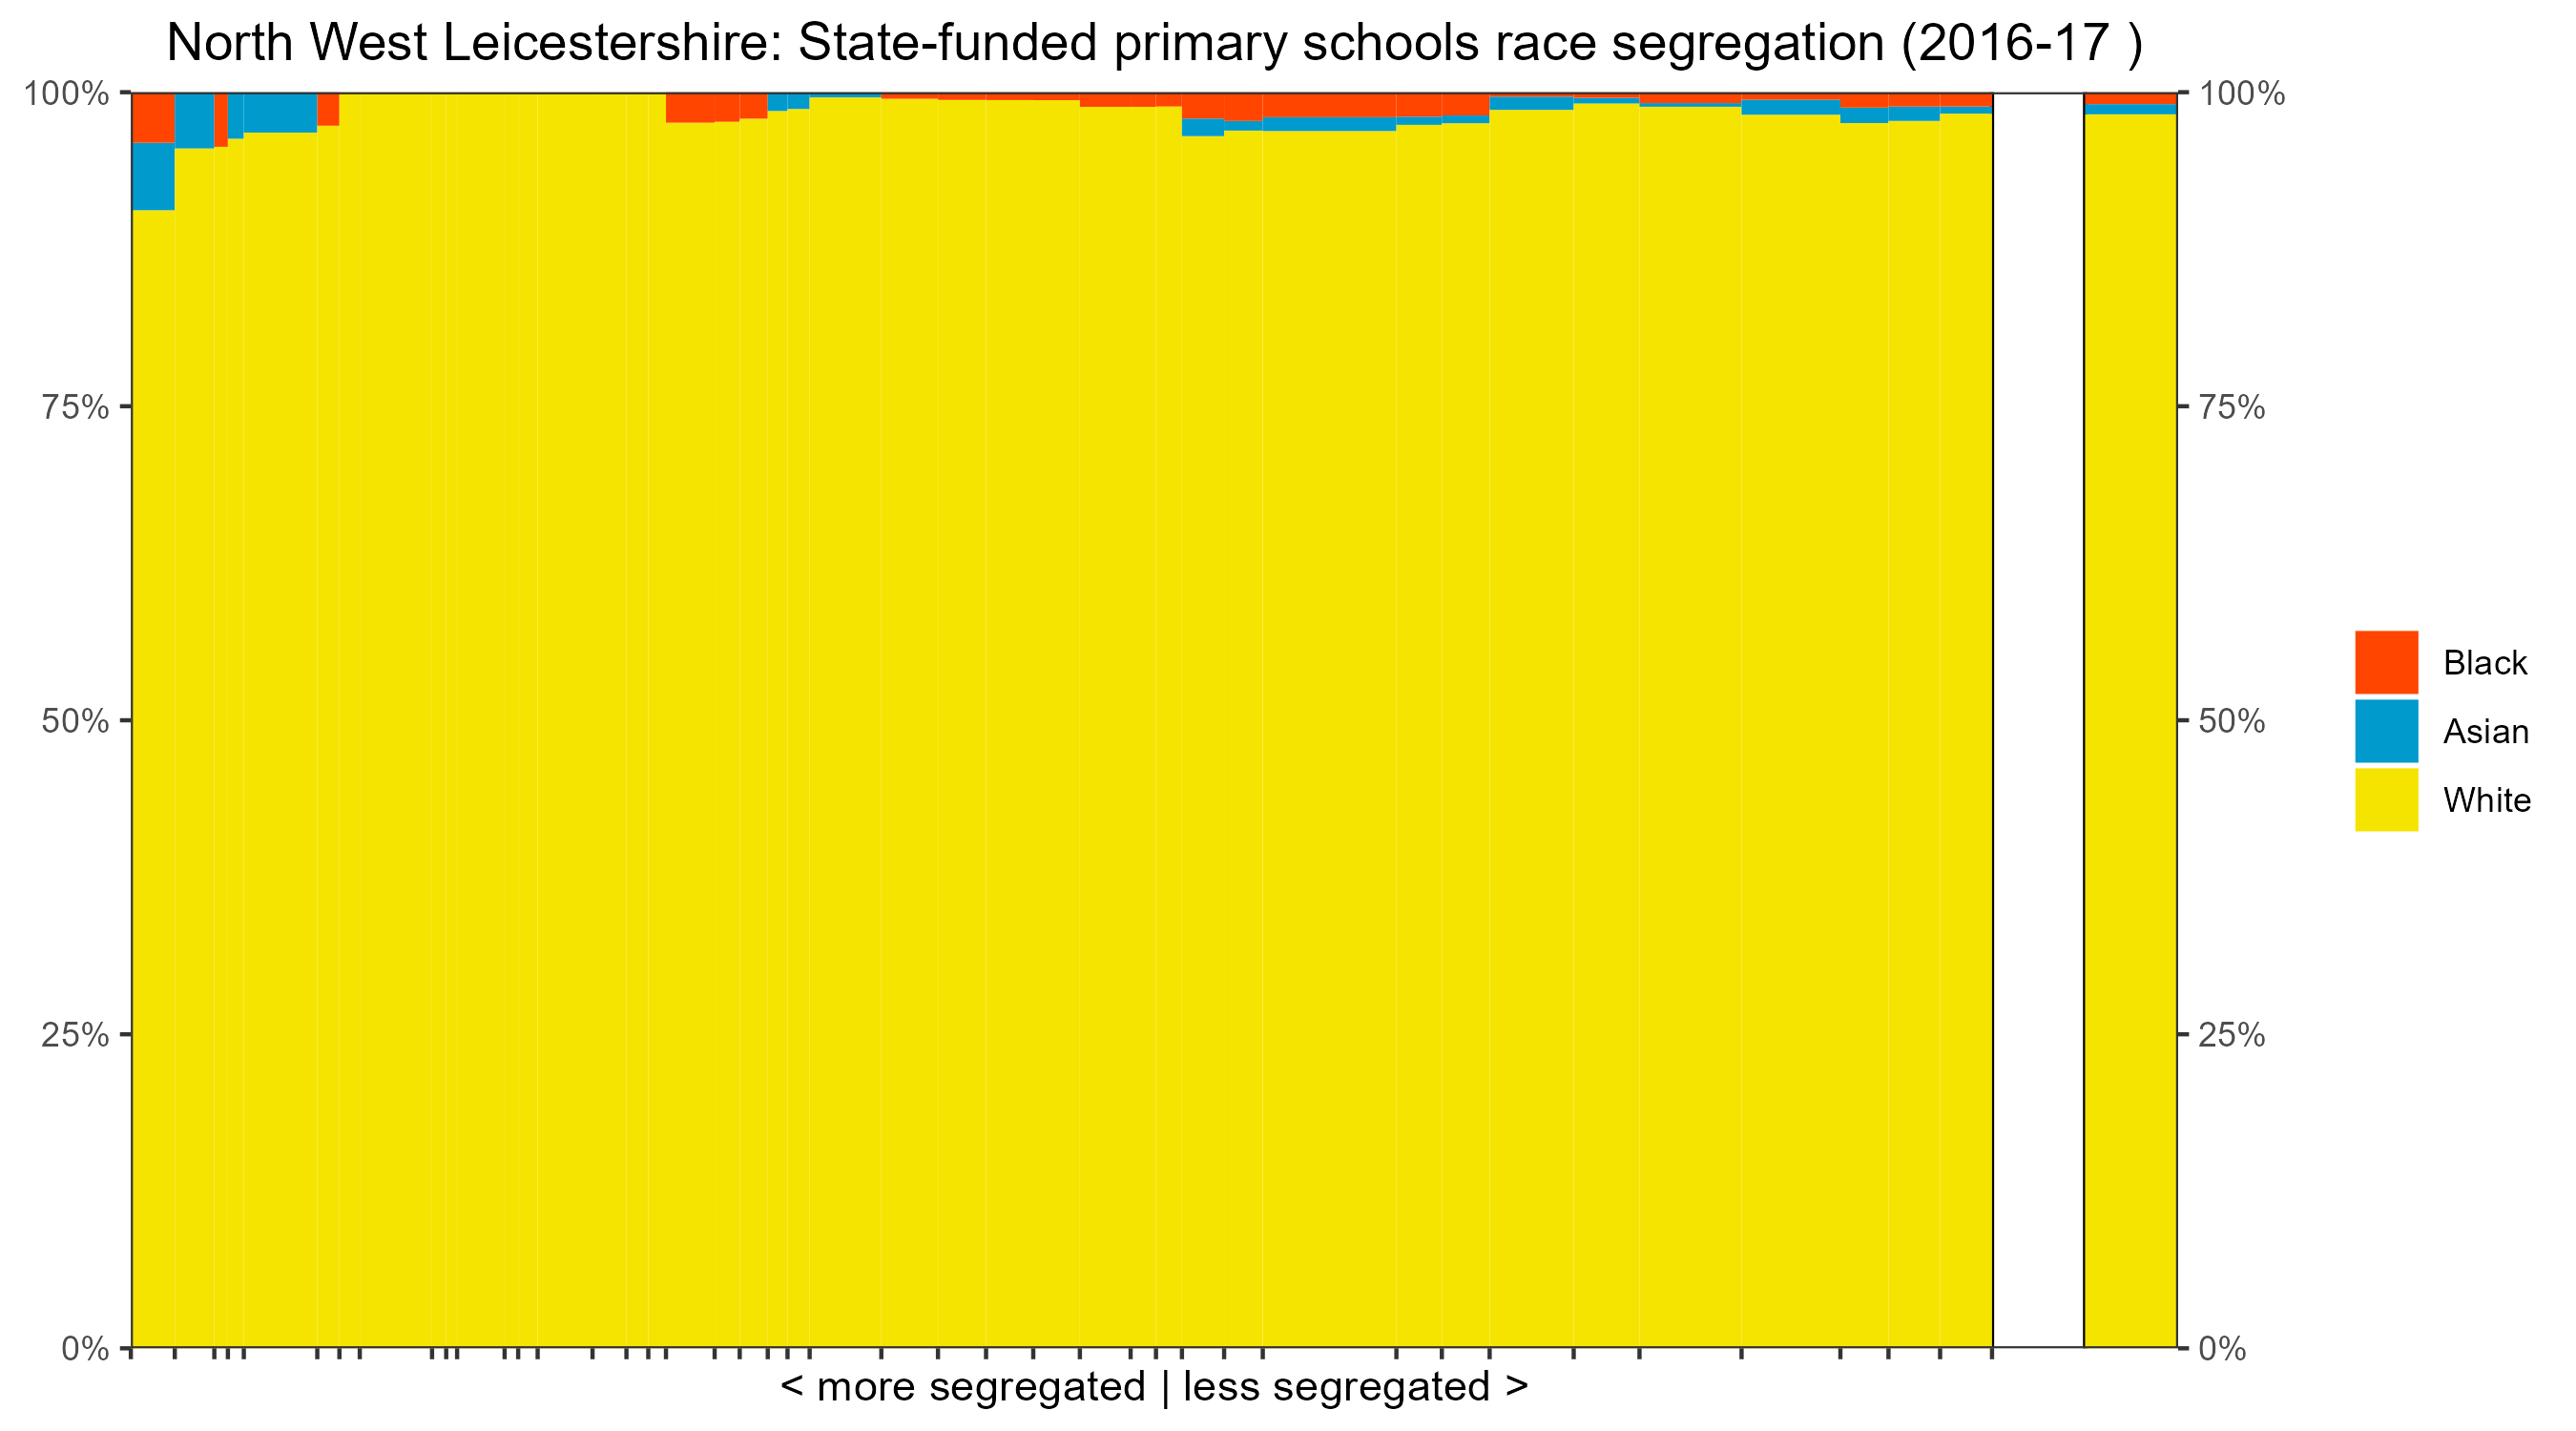 North West Leicestershire: State-funded primary schools race segregation (2016-17 )
100%
75%
50%
25%
0%
100%
75%
50%
25%
0%
< more segregated | less segregated >
Black
Asian
White